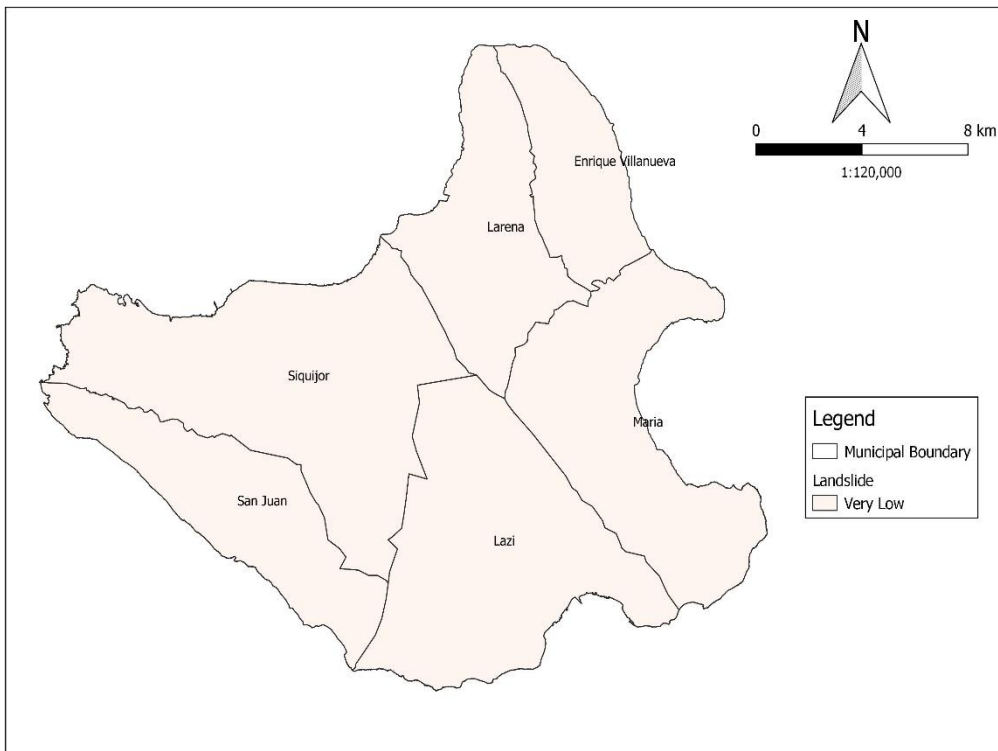 N
0 4 8 km
1:120,000
Enrique Villanueva
Larena
Siquijor
Maria
San Juan
Lazi
Legend
Municipal Boundary
Landslide
Very Low